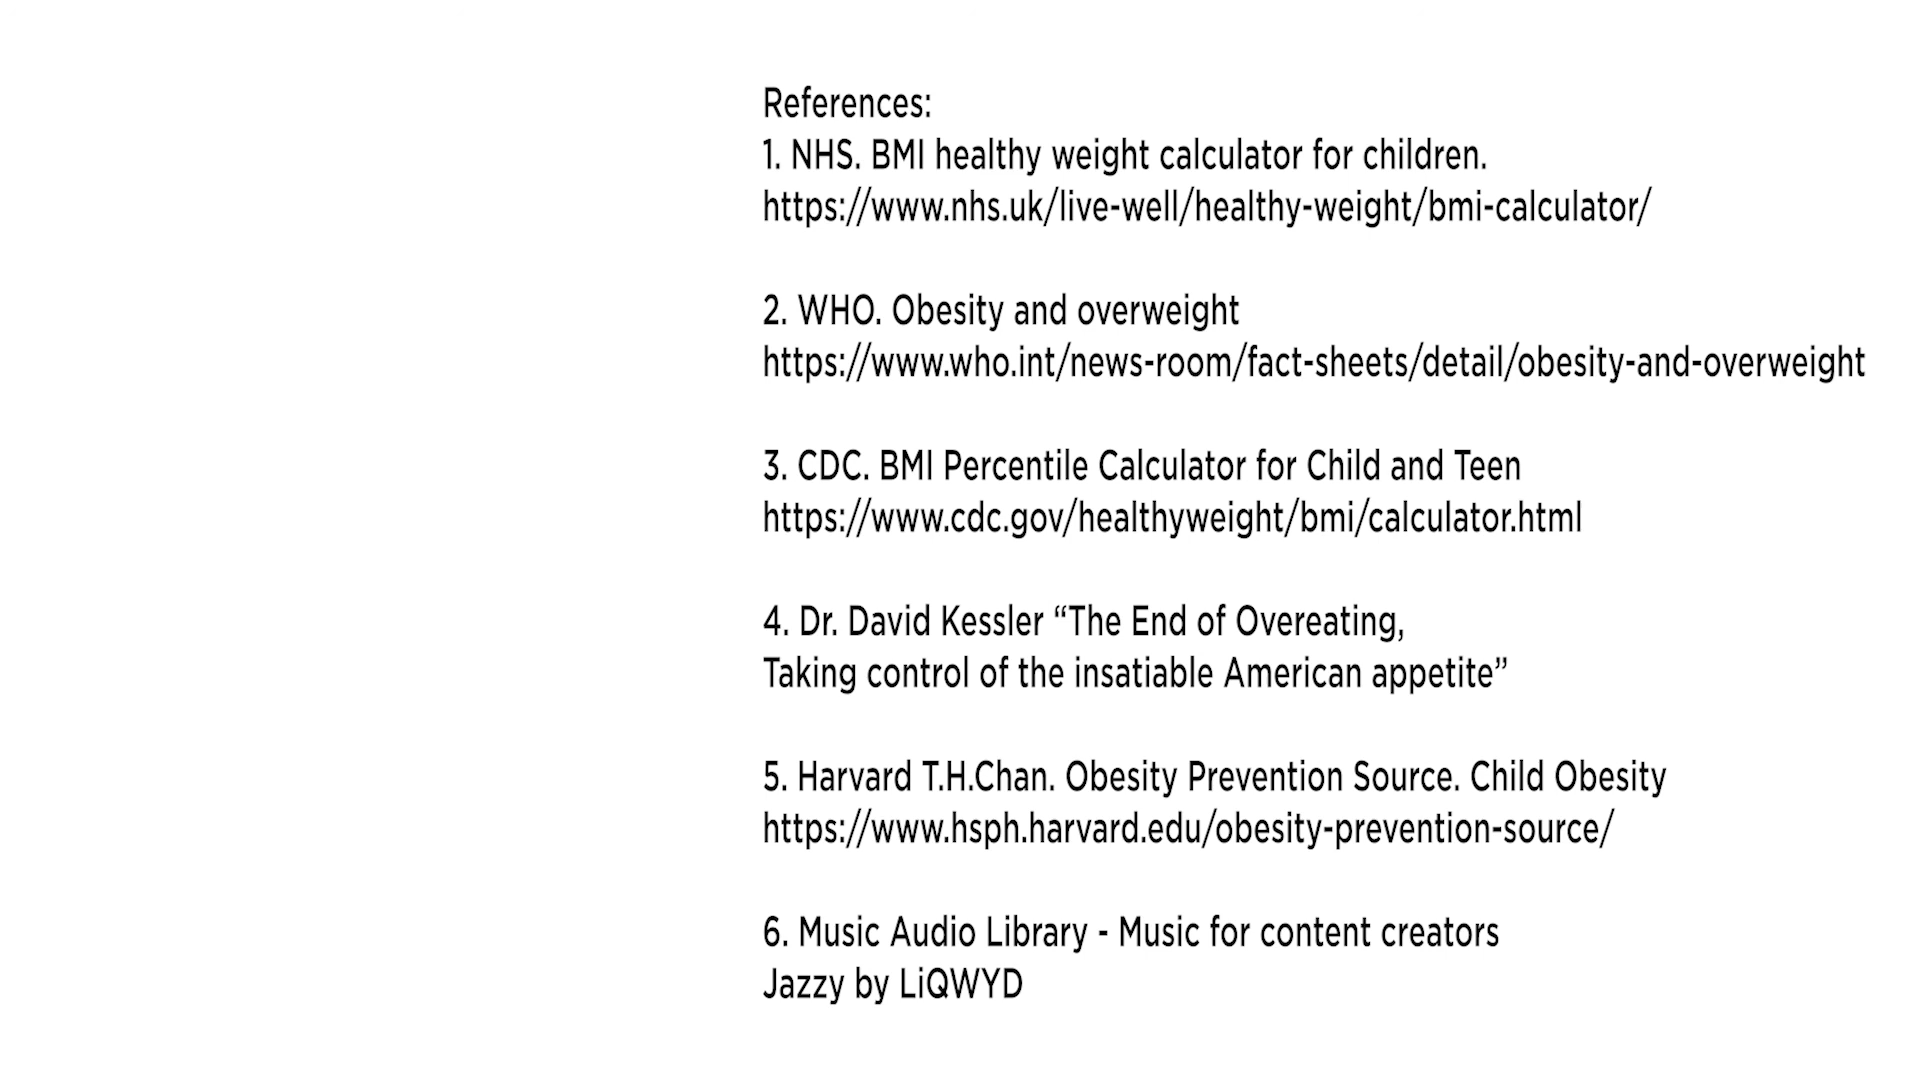 References:
1. NHS. BMI healthy weight calculator for children.
https://www.nhs.uk/live-well/healthy-weight/bmi-calculator/
2. WHO. Obesity and overweight
https://www.who.int/news-room/fact-sheets/detail/obesity-and-overweight
3. CDC. BMI Percentile Calculator for Child and Teen
https://www.cdc.gov/healthyweight/bmi/calculator.html
4. Dr. David Kessler “The End of Overeating,
Taking control of the insatiable American appetite”
5. Harvard T.H.Chan. Obesity Prevention Source. Child Obesity
https://www.hsph.harvard.edu/obesity-prevention-source/
6. Music Audio Library - Music for content creators
Jazzy by LiQWYD